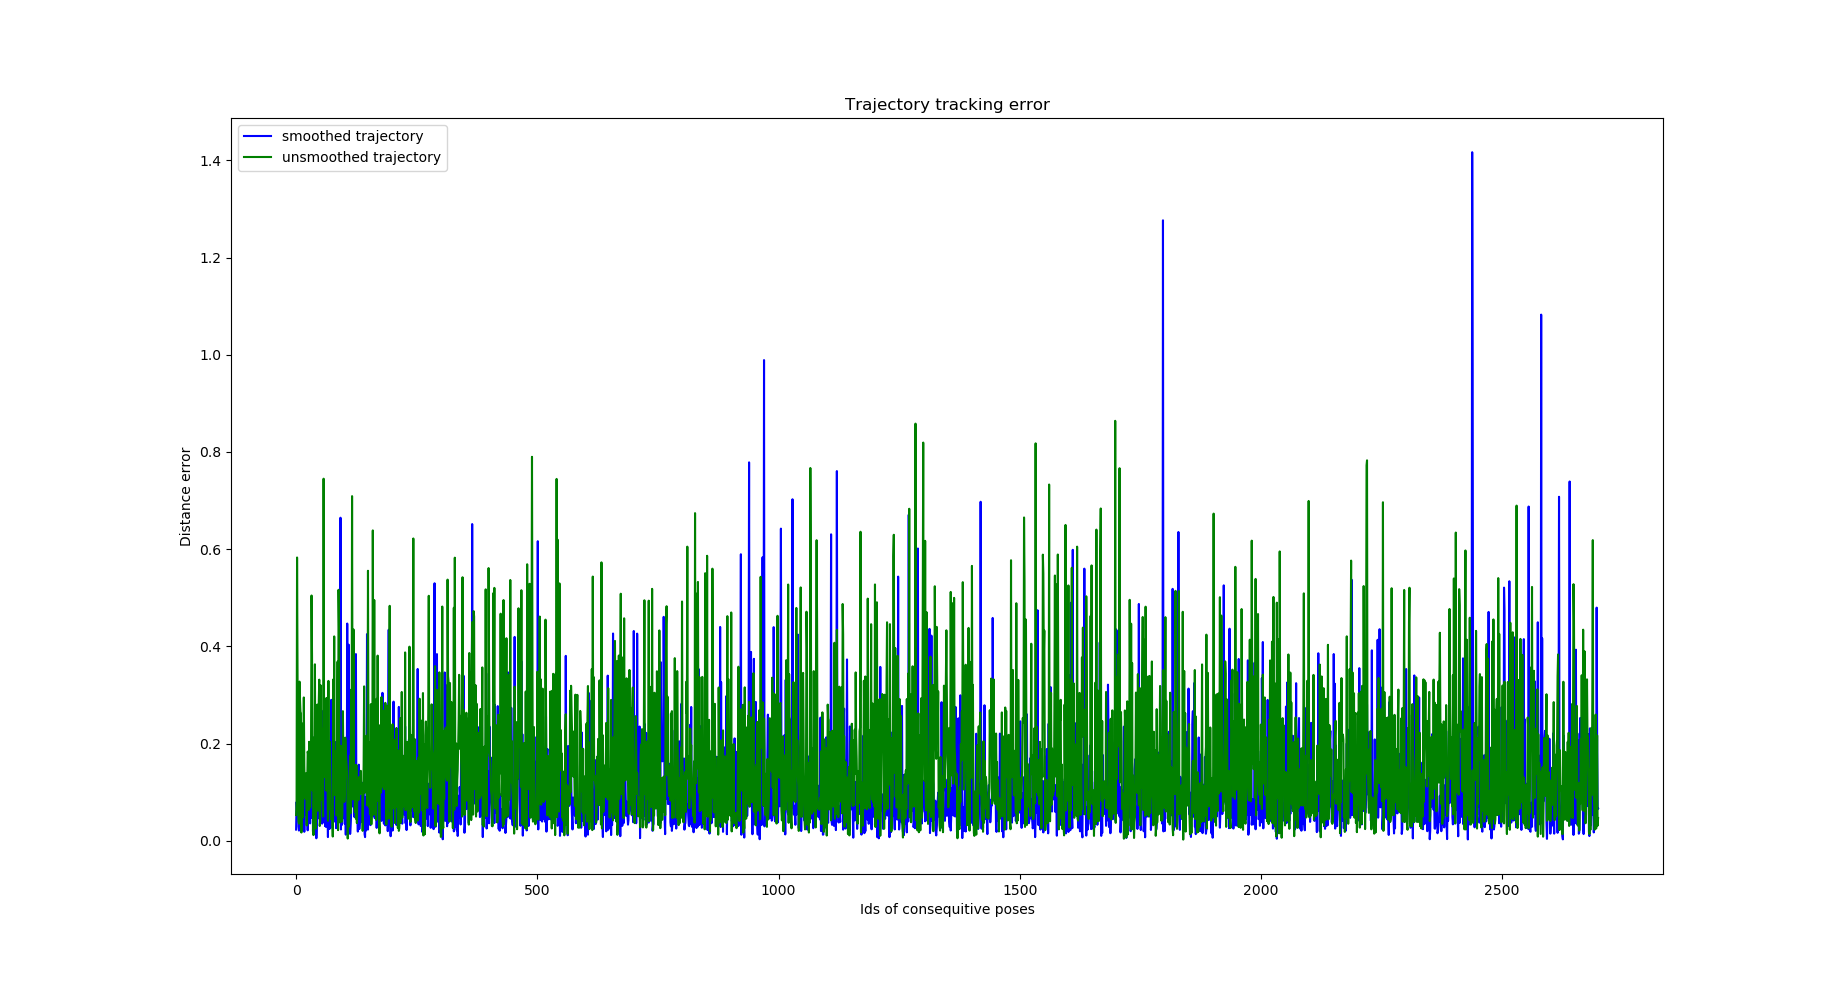 Trajectory tracking error
smoothed trajectory
unsmoothed trajectory
1.4
1.2
1.0
0.8
0.6
0.4
0.2
0.0
Distance error
0 500 1000 1500 2000 2500
Ids of consequitive poses